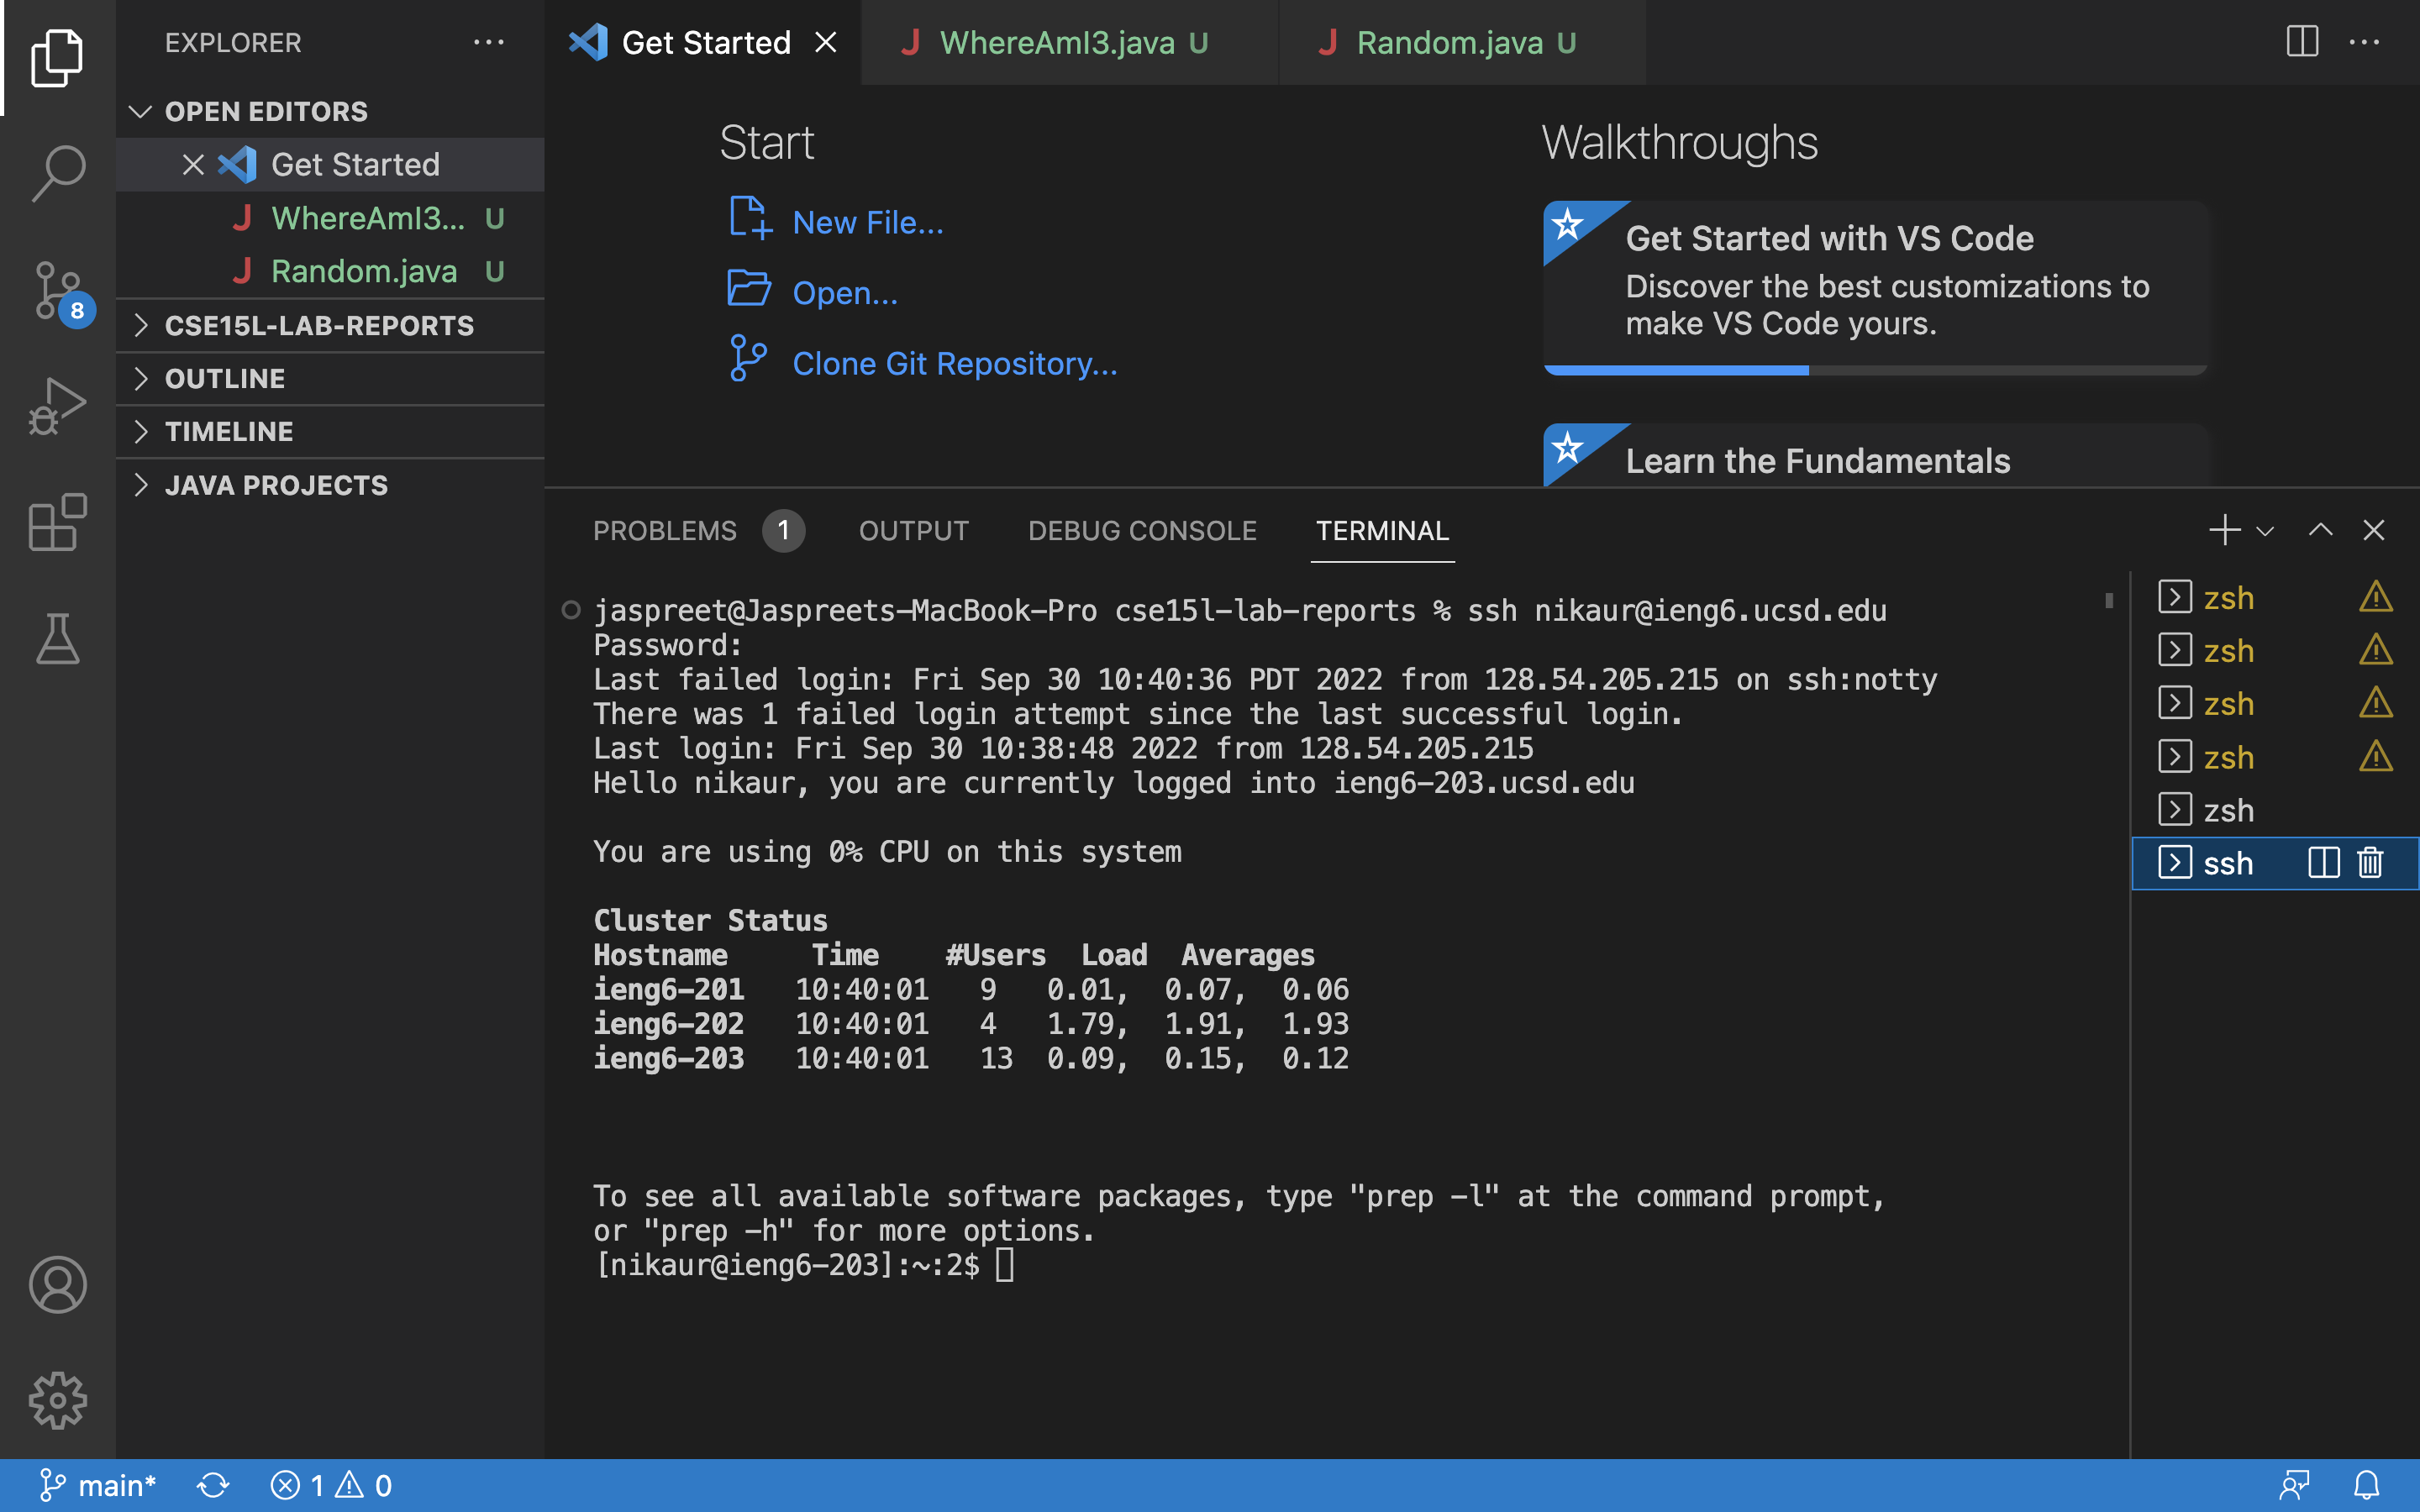 EXPLORER
OPEN EDITORS
Get Started
WhereAmI3... U
Random.java U
CSE15L-LAB-REPORTS
OUTLINE
TIMELINE
JAVA PROJECTS
8
Get Started
WhereAmI3.java U
Random.java U
Start
New File...
Open...
Clone Git Repository...
Walkthroughs
Get Started with VS Code
Discover the best customizations to
make VS Code yours.
Learn the Fundamentals
PROBLEMS 1 OUTPUT DEBUG CONSOLE TERMINAL
jaspreet@Jaspreets-MacBook-Pro cse15l-lab-reports % ssh nikaur@ieng6.ucsd.edu
Password:
Last failed login: Fri Sep 30 10:40:36 PDT 2022 from 128.54.205.215 on ssh:notty
There was 1 failed login attempt since the last successful login.
Last login: Fri Sep 30 10:38:48 2022 from 128.54.205.215
Hello nikaur, you are currently logged into ieng6-203.ucsd.edu
You are using 0% CPU on this system
Cluster Status
Hostname Time #Users Load Averages
ieng6-201 10:40:01 9 0.01, 0.07, 0.06
ieng6-202 10:40:01 4 1.79, 1.91, 1.93
ieng6-203 10:40:01 13 0.09, 0.15, 0.12
To see all available software packages, type "prep -l" at the command prompt,
or "prep -h" for more options.
[nikaur@ieng6-203]:~:2$
zsh
zsh
zsh
zsh
zsh
ssh
main* 1 0